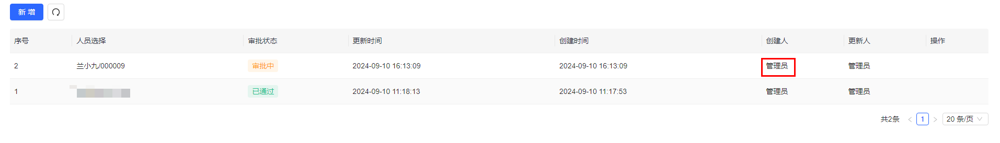 新 增
序号 人员选择 审批状态 更新时间 创建时间 创建人 更新人 操作
2 兰小九/000009 审批中 2024-09-10 16:13:09 2024-09-10 16:13:09 管理员 管理员
1 已通过 2024-09-10 11:18:13 2024-09-10 11:17:53 管理员 管理员
共2条 < 1 > 20 条/页